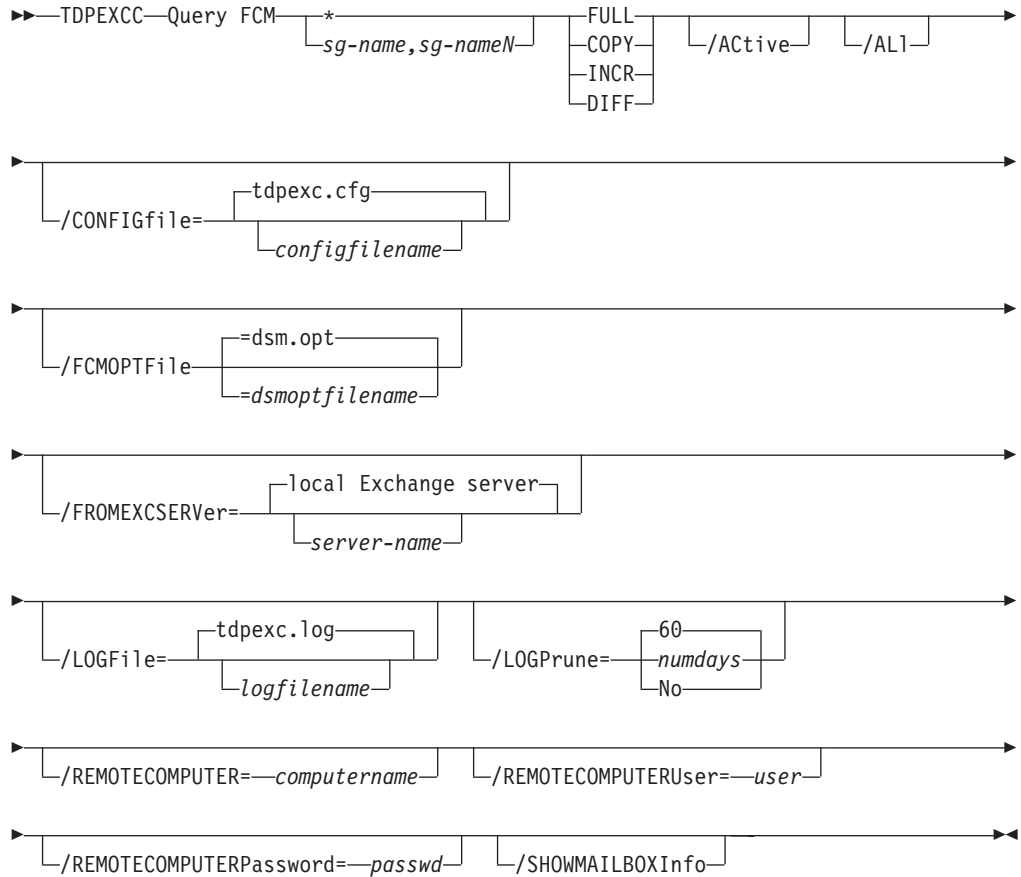 TDPEXCC Query FCM * FULL
sg-name,sg-nameN COPY /ACtive /ALl
INCR
DIFF
tdpexc.cfg
/CONFIGfile=
configfilename
=dsm.opt
/FCMOPTFile
=dsmoptfilename
local Exchange server
/FROMEXCSERVer=
server-name
tdpexc.log 60
/LOGFile= /LOGPrune= numdays
logfilename No
/REMOTECOMPUTER= computername /REMOTECOMPUTERUser= user
/REMOTECOMPUTERPassword= passwd /SHOWMAILBOXInfo